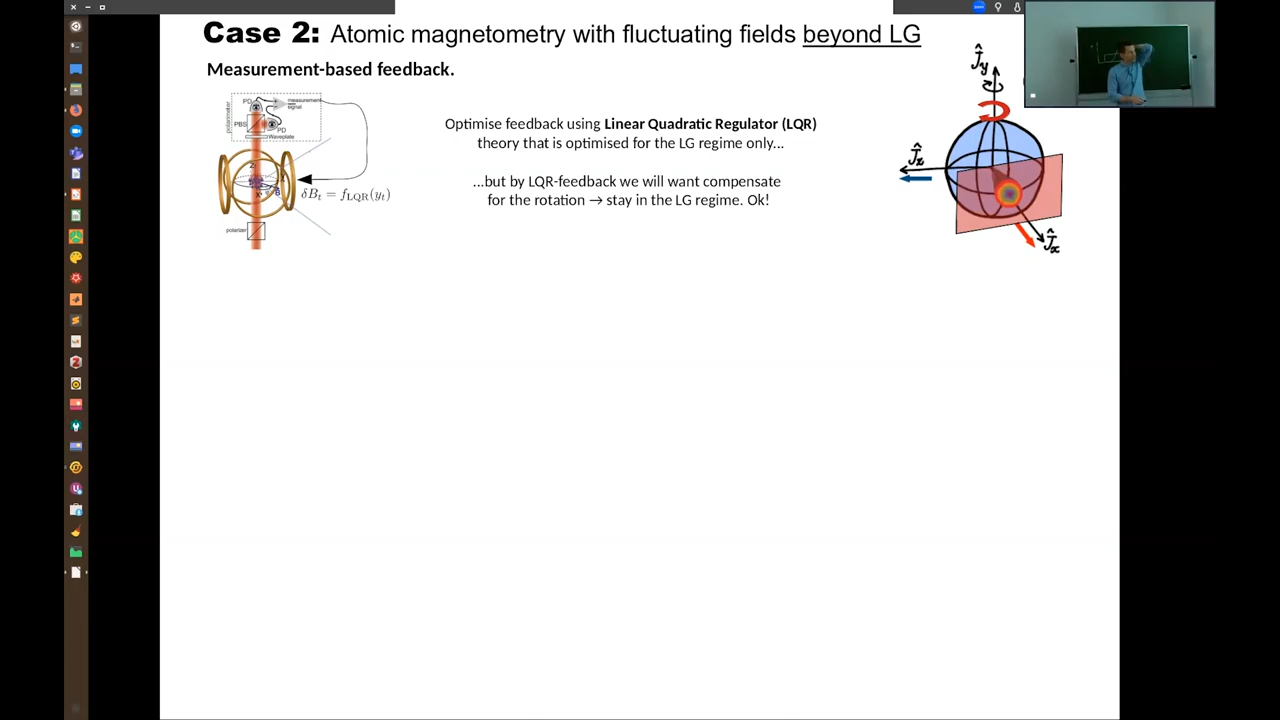 Case 2: Atomic magnetometry with fluctuating fields beyond LG
Measurement-based feedback.
polarimeter
PD
measurement
signal
PBS
PD
Waveplate
Z
X
B
polarizer
δB_t = f_LQR(y_t)
Optimise feedback using Linear Quadratic Regulator (LQR)
theory that is optimised for the LG regime only...
...but by LQR-feedback we will want compensate
for the rotation → stay in the LG regime. Ok!
Ĵ_y
Ĵ_z
Ĵ_x